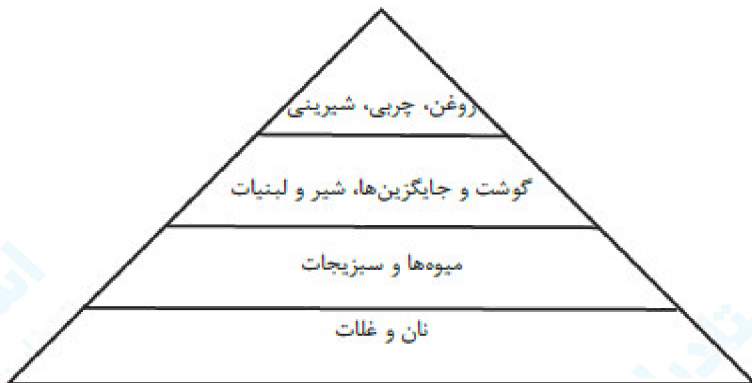 روغن، چربی، شیرینی
گوشت و جایگزین‌ها، شیر و لبنیات
میوه‌ها و سبزیجات
نان و غلات